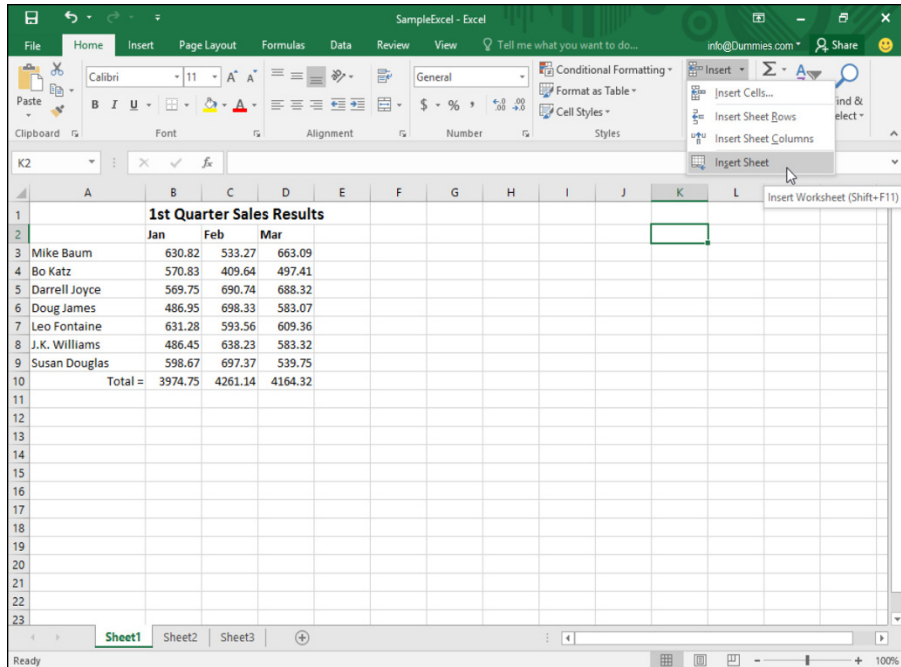 SampleExcel - Excel
File Home Insert Page Layout Formulas Data Review View Tell me what you want to do... info@Dummies.com Share
Calibri 11 A A General Conditional Formatting Insert Σ
Paste B I U A $ % , .0 .00 .00 .0 Format as Table
Cell Styles
Clipboard Font Alignment Number Styles
Insert Cells...
Insert Sheet Rows
Insert Sheet Columns
Insert Sheet
Insert Worksheet (Shift+F11)
ind &
elect
K2 fx
A B C D E F G H I J K L
1 1st Quarter Sales Results
2 Jan Feb Mar
3 Mike Baum 630.82 533.27 663.09
4 Bo Katz 570.83 409.64 497.41
5 Darrell Joyce 569.75 690.74 688.32
6 Doug James 486.95 698.33 583.07
7 Leo Fontaine 631.28 593.56 609.36
8 J.K. Williams 486.45 638.23 583.32
9 Susan Douglas 598.67 697.37 539.75
10 Total = 3974.75 4261.14 4164.32
11
12
13
14
15
16
17
18
19
20
21
22
23
Sheet1 Sheet2 Sheet3
Ready 100%